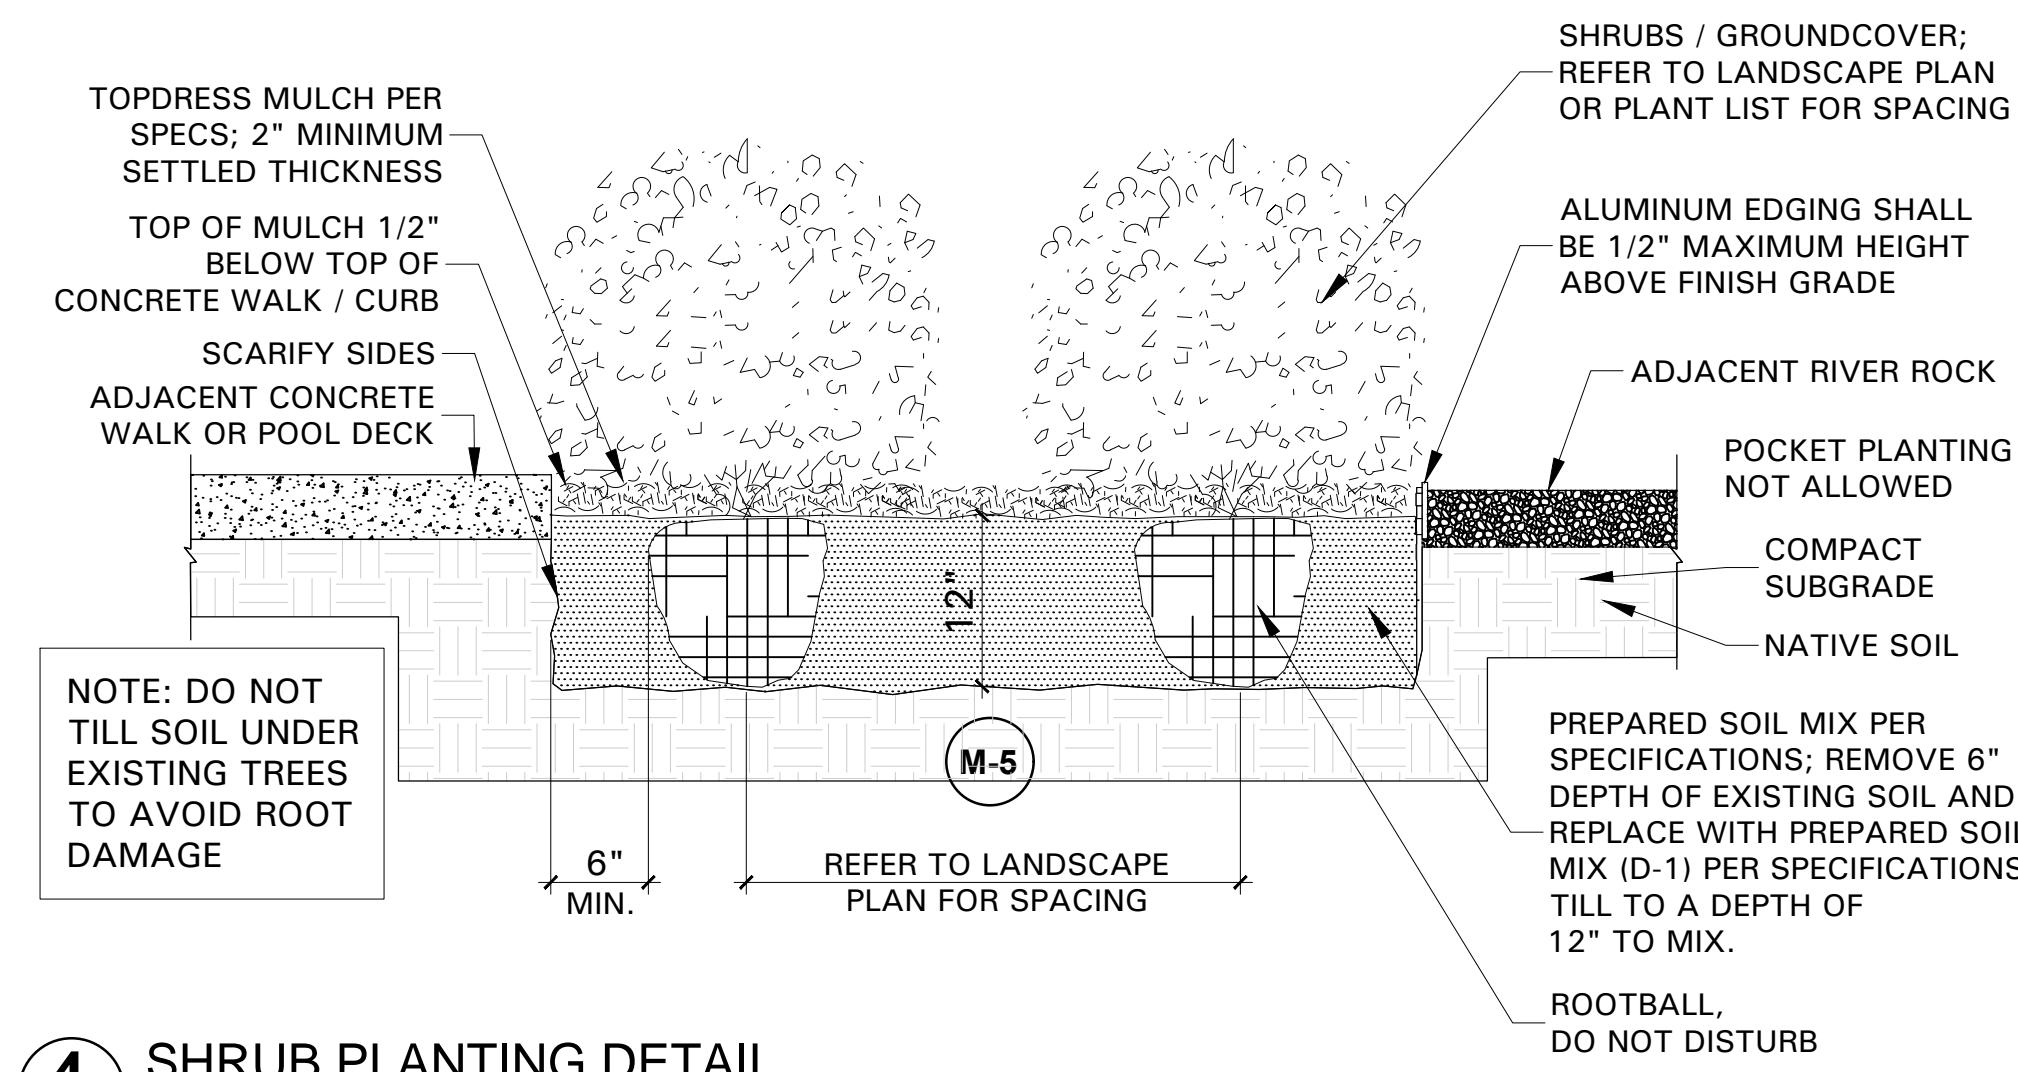 TOPDRESS MULCH PER
SPECS; 2" MINIMUM
SETTLED THICKNESS
TOP OF MULCH 1/2"
BELOW TOP OF
CONCRETE WALK / CURB
SCARIFY SIDES
ADJACENT CONCRETE
WALK OR POOL DECK
SHRUBS / GROUNDCOVER;
REFER TO LANDSCAPE PLAN
OR PLANT LIST FOR SPACING
ALUMINUM EDGING SHALL
BE 1/2" MAXIMUM HEIGHT
ABOVE FINISH GRADE
ADJACENT RIVER ROCK
POCKET PLANTING
NOT ALLOWED
COMPACT
SUBGRADE
NATIVE SOIL
12"
M-5
NOTE: DO NOT
TILL SOIL UNDER
EXISTING TREES
TO AVOID ROOT
DAMAGE
6"
MIN.
REFER TO LANDSCAPE
PLAN FOR SPACING
PREPARED SOIL MIX PER
SPECIFICATIONS; REMOVE 6"
DEPTH OF EXISTING SOIL AND
REPLACE WITH PREPARED SOIL
MIX (D-1) PER SPECIFICATIONS
TILL TO A DEPTH OF
12" TO MIX.
ROOTBALL,
DO NOT DISTURB
4
SHRUB PLANTING DETAIL